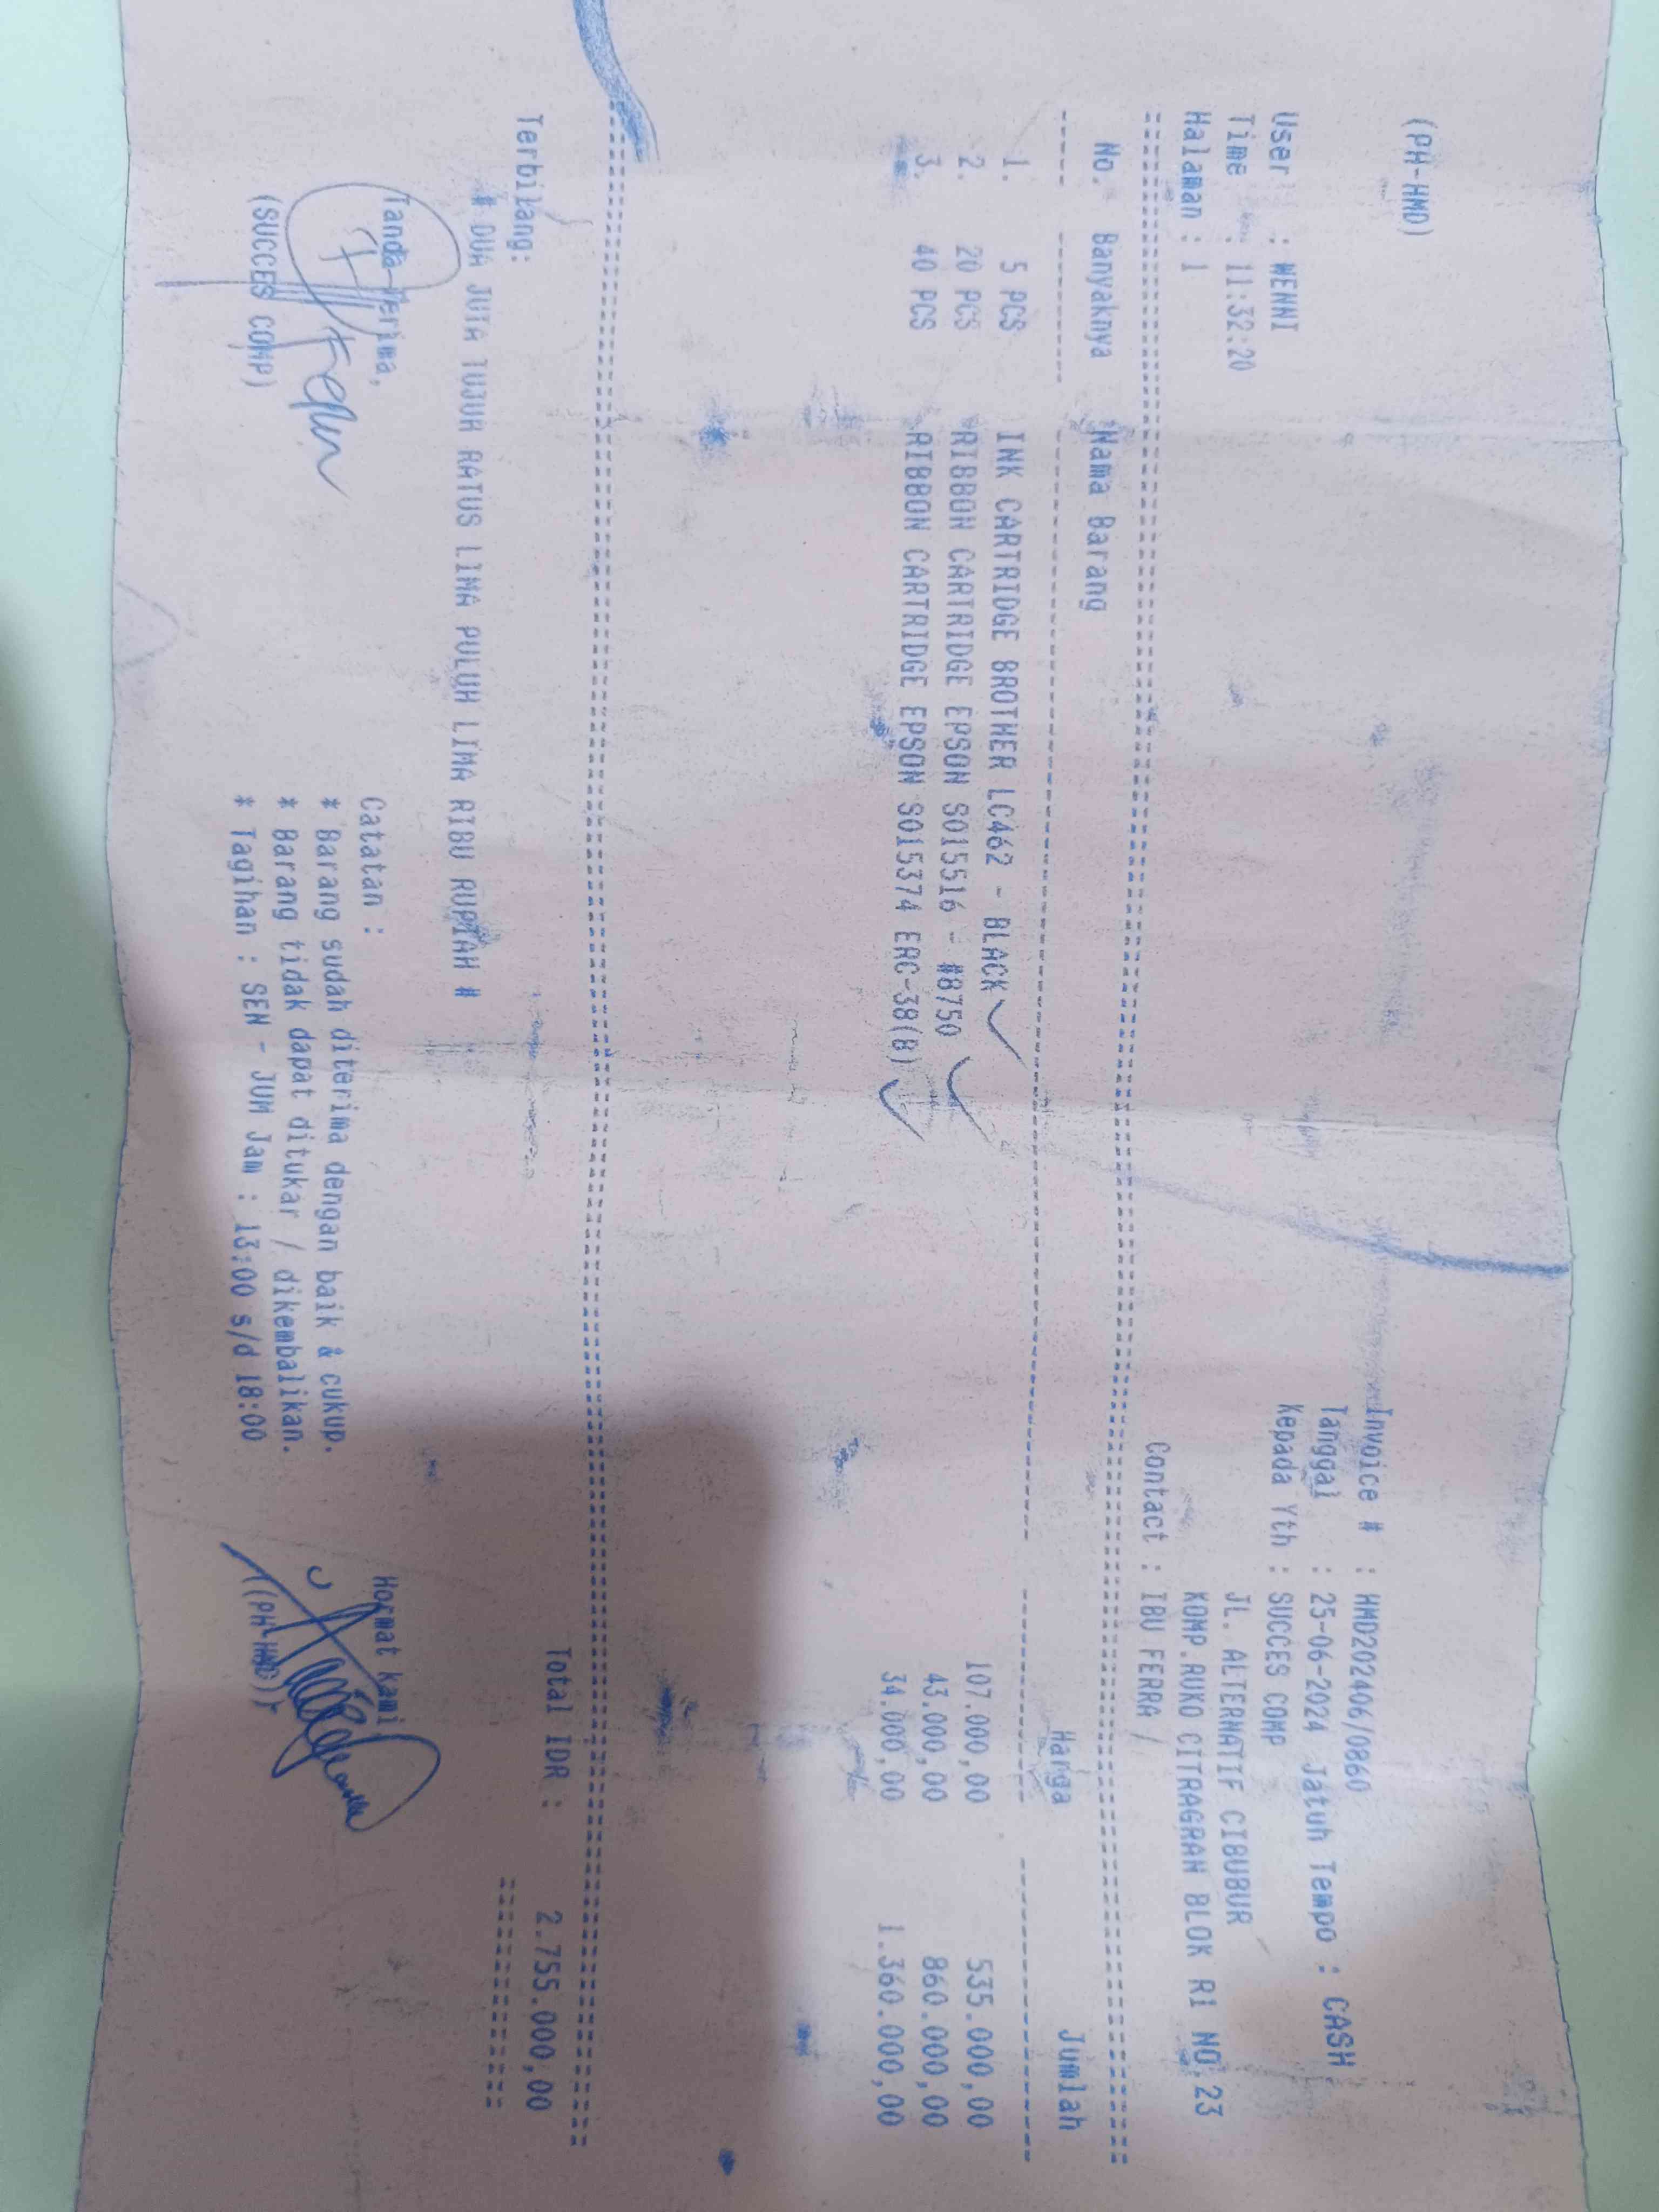 (PH-HMD)
Invoice # : HMD202406/0860
Tanggal : 25-06-2024 Jatuh Tempo : CASH
User : WENNI Kepada Yth : SUCCES COMP
Time : 11:32:20 JL. ALTERNATIF CIBUBUR
Halaman : 1 KOMP.RUKO CITRAGRAN BLOK R1 NO 23
Contact : IBU FERRA /
No. Banyaknya Nama Barang Harga Jumlah
1. 5 PCS INK CARTRIDGE BROTHER LC462 - BLACK 107.000,00 535.000,00
2. 20 PCS RIBBON CARTRIDGE EPSON S015516 - #8750 43.000,00 860.000,00
3. 40 PCS RIBBON CARTRIDGE EPSON S015374 ERC-38(B) 34.000,00 1.360.000,00
Total IDR : 2.755.000,00
Terbilang:
# DUA JUTA TUJUH RATUS LIMA PULUH LIMA RIBU RUPIAH #
Tanda Terima, Catatan : Hormat kami
* Barang sudah diterima dengan baik & cukup.
* Barang tidak dapat ditukar / dikembalikan.
(SUCCES COMP) * Tagihan : SEN - JUM Jam : 13:00 s/d 18:00 ((PH-HMD))